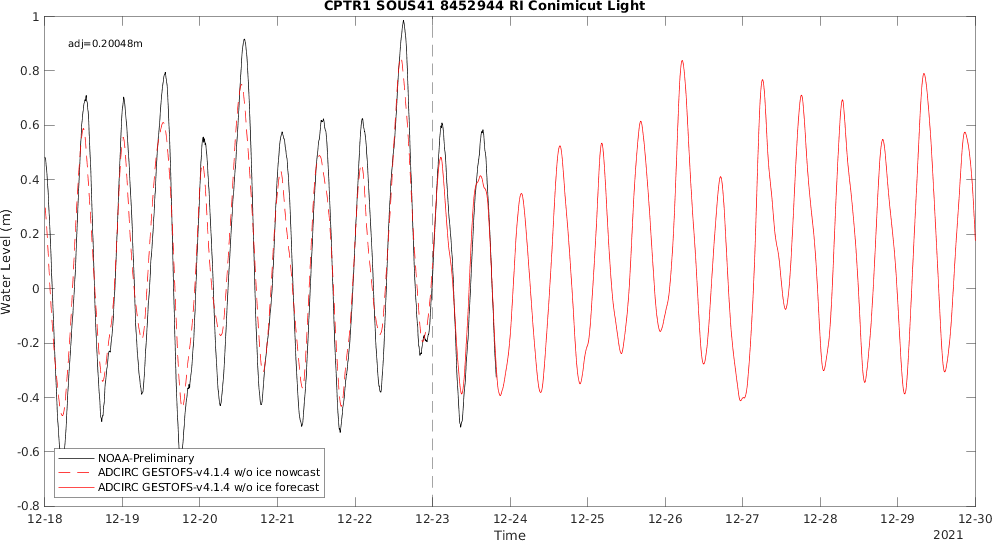 CPTR1 SOUS41 8452944 RI Conimicut Light
adj=0.20048m
1
0.8
0.6
0.4
0.2
0
-0.2
-0.4
-0.6
-0.8
Water Level (m)
NOAA-Preliminary
ADCIRC GESTOFS-v4.1.4 w/o ice nowcast
ADCIRC GESTOFS-v4.1.4 w/o ice forecast
12-18 12-19 12-20 12-21 12-22 12-23 12-24 12-25 12-26 12-27 12-28 12-29 12-30
Time
2021